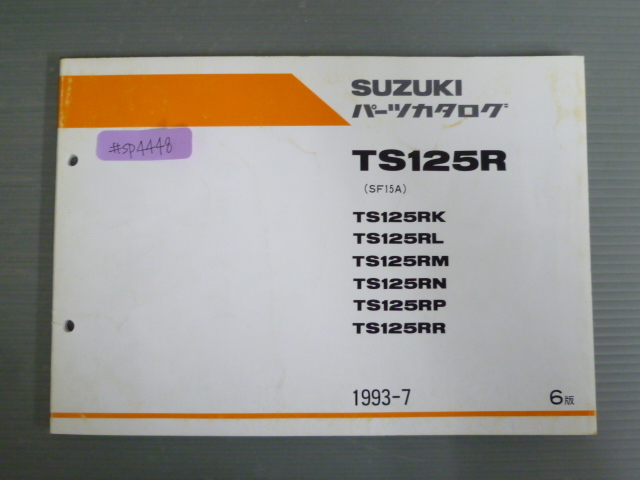 SUZUKI
パーツカタログ
#sp4448
TS125R
(SF15A)
TS125RK
TS125RL
TS125RM
TS125RN
TS125RP
TS125RR
1993-7
6版